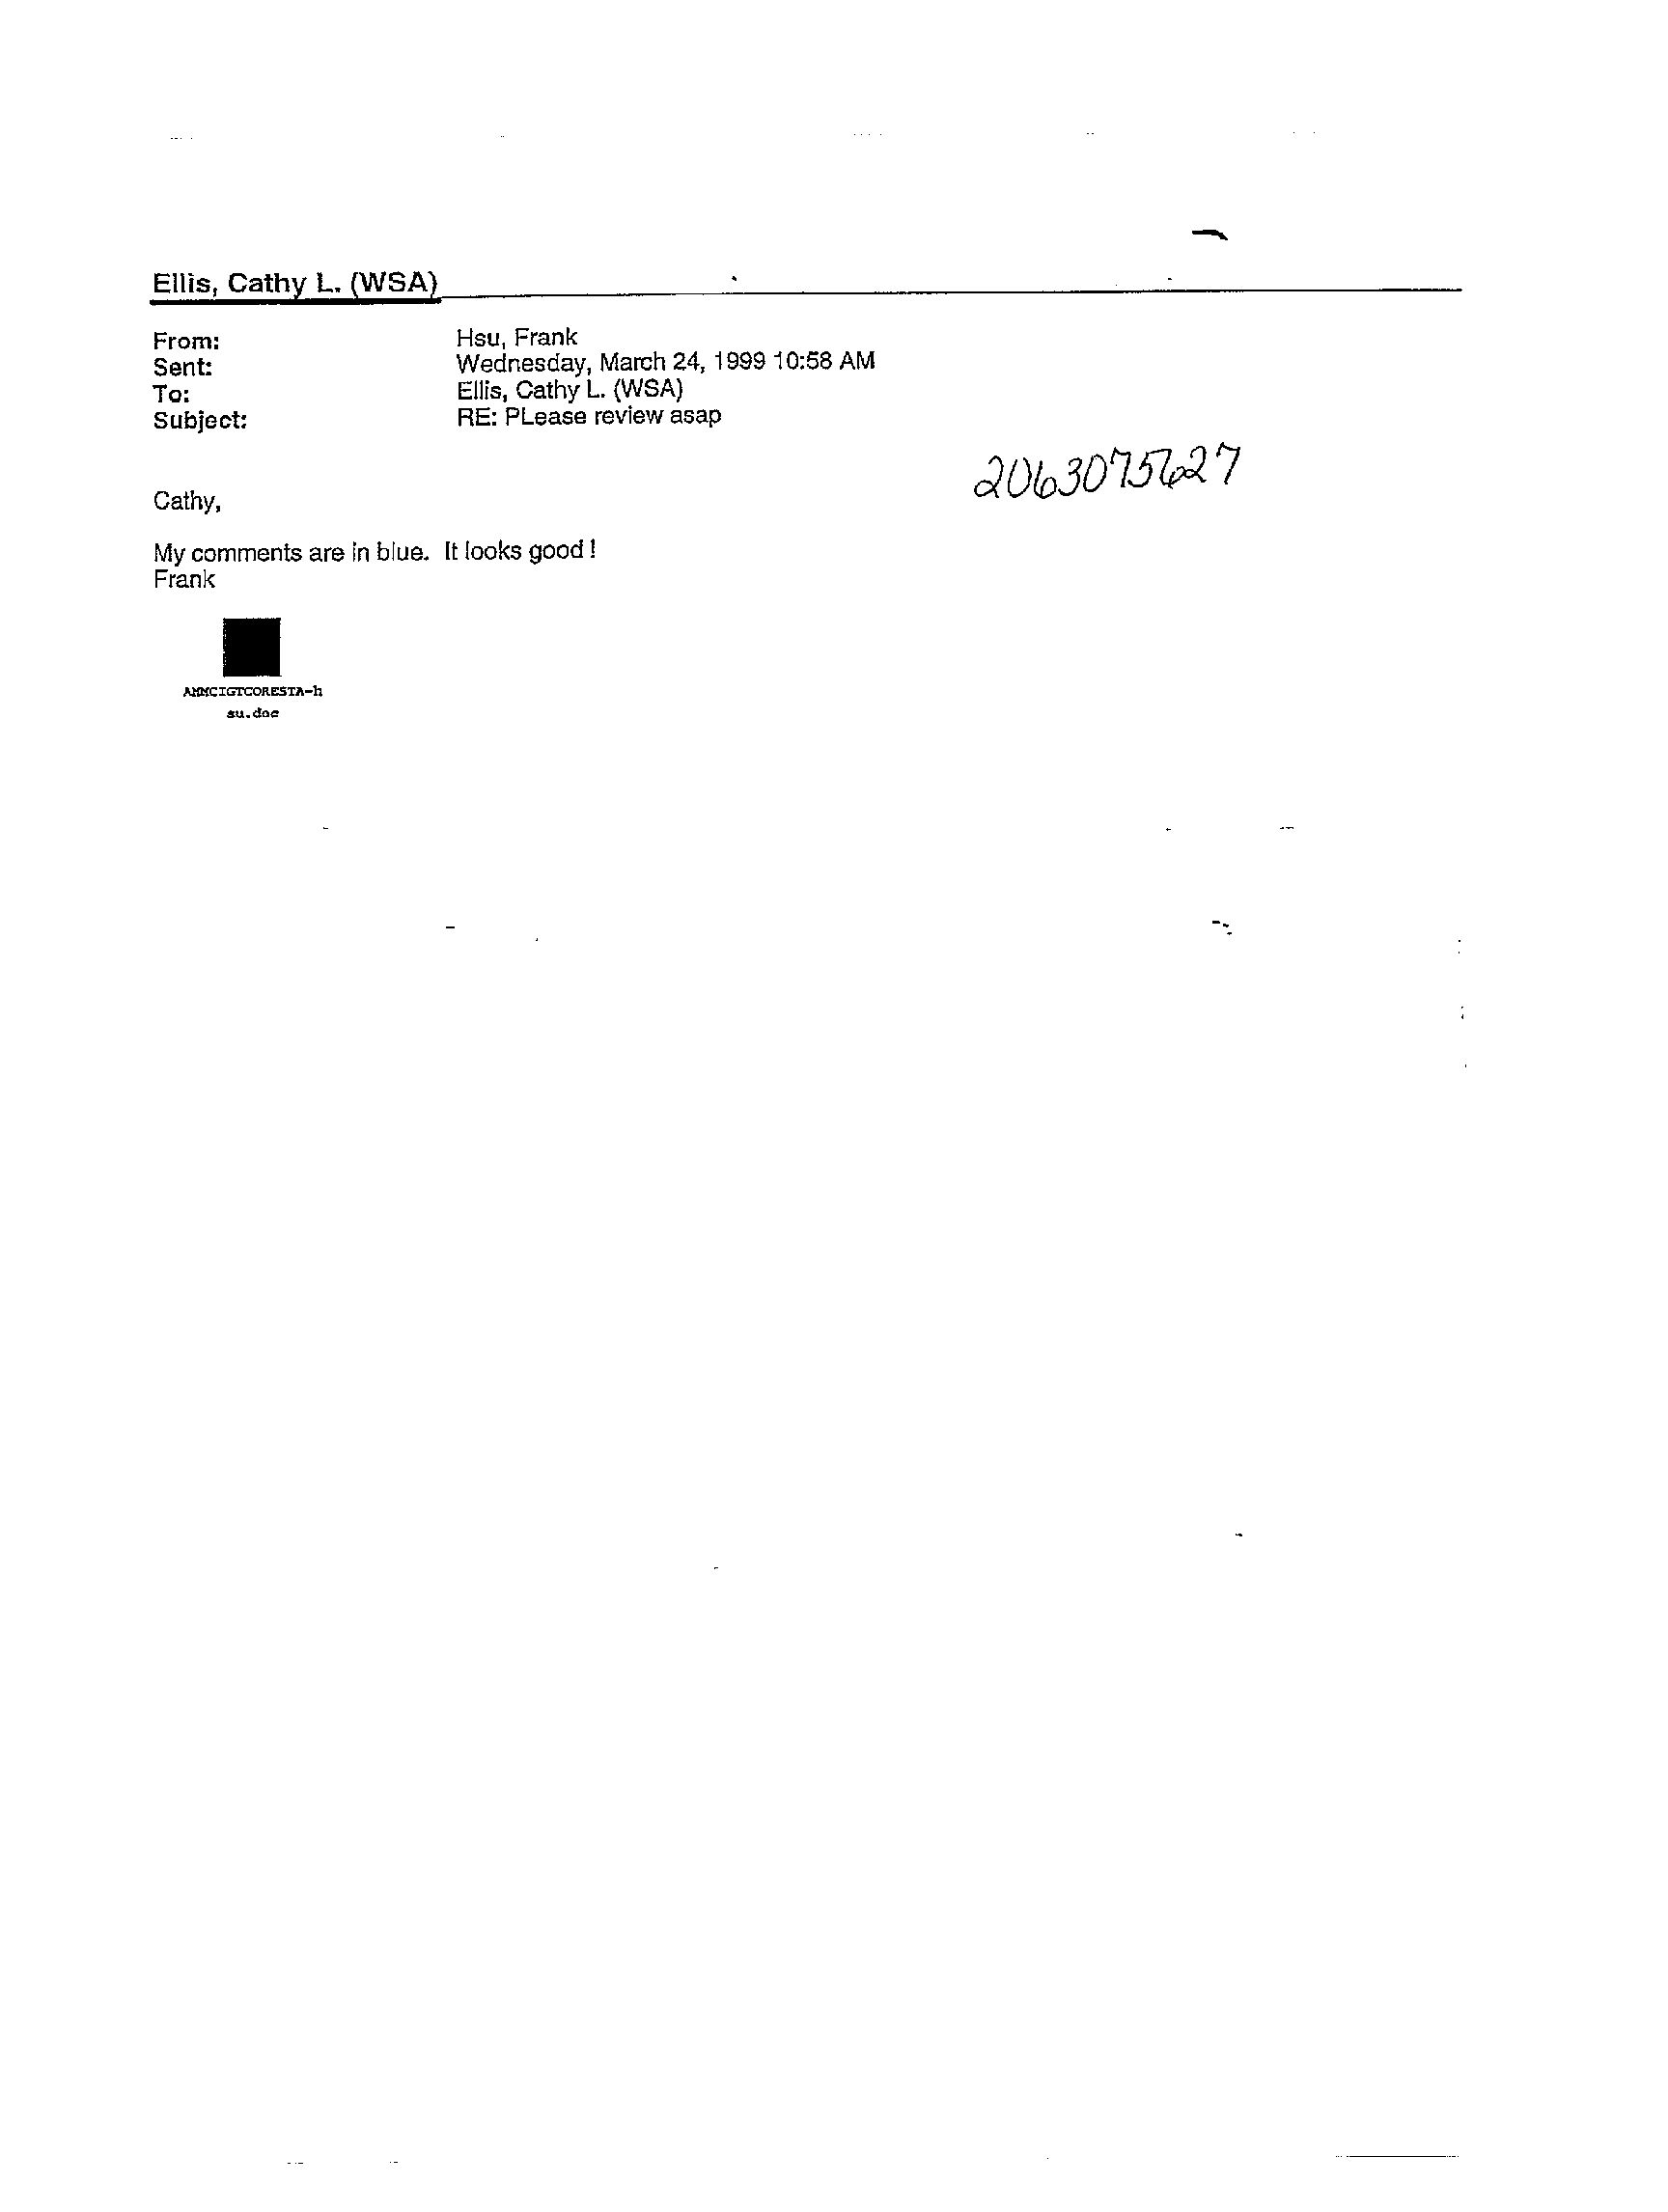 Ellis, Cathy L. (WSA)
From: Hsu, Frank
Sent: Wednesday, March 24, 1999 10:58 AM
To: Ellis, Cathy L. (WSA)
Subject: RE: PLease review asap
2063075627
Cathy,
My comments are in blue. It looks good !
Frank
AMMCIGTCORESTA-h
su.doc